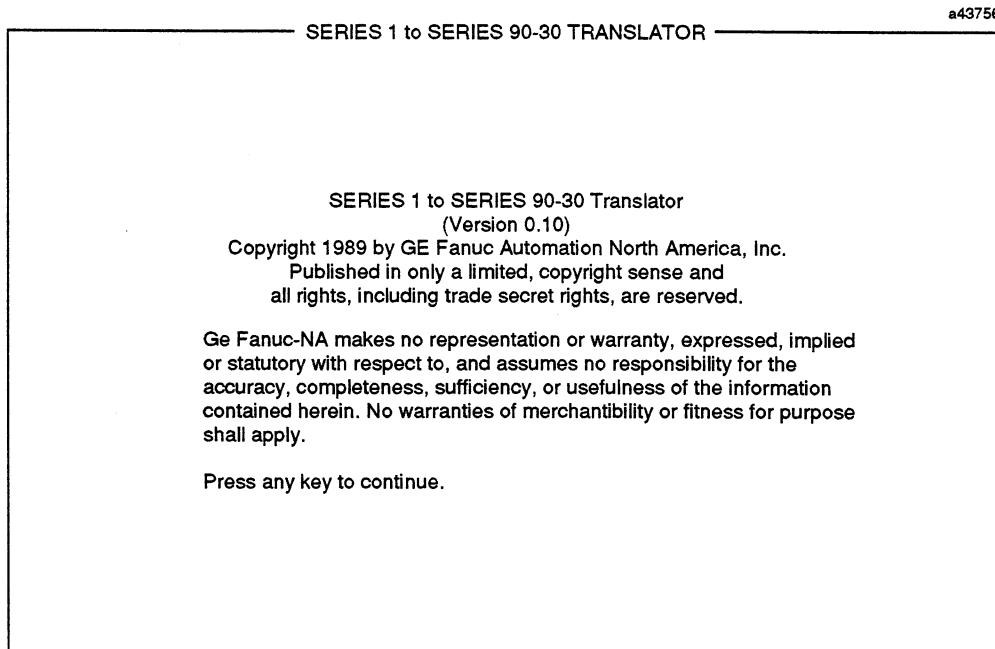 a43756
SERIES 1 to SERIES 90-30 TRANSLATOR
SERIES 1 to SERIES 90-30 Translator
(Version 0.10)
Copyright 1989 by GE Fanuc Automation North America, Inc.
Published in only a limited, copyright sense and
all rights, including trade secret rights, are reserved.
Ge Fanuc-NA makes no representation or warranty, expressed, implied
or statutory with respect to, and assumes no responsibility for the
accuracy, completeness, sufficiency, or usefulness of the information
contained herein. No warranties of merchantibility or fitness for purpose
shall apply.
Press any key to continue.